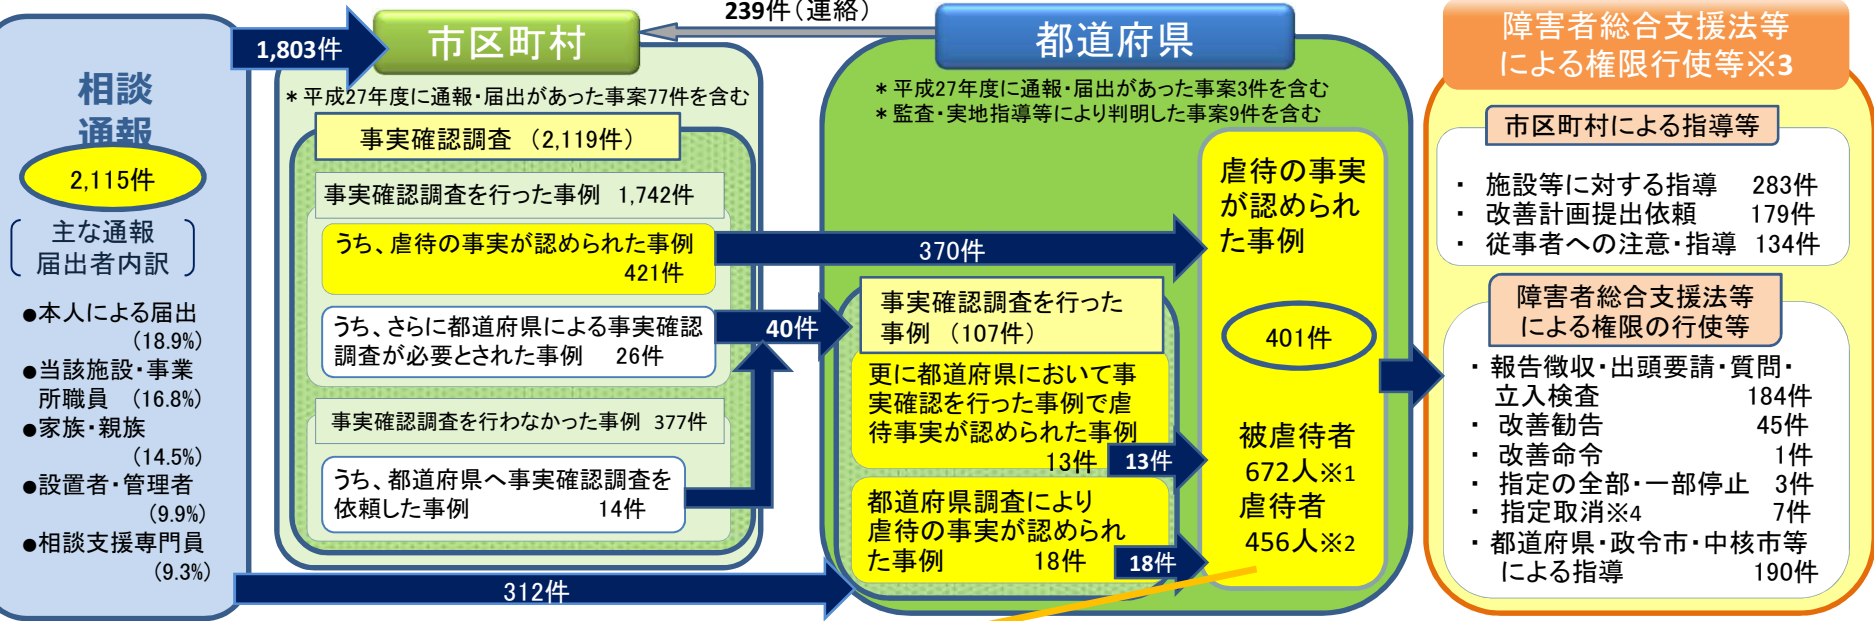 相談
通報
2,115件
主な通報
届出者内訳
●本人による届出
(18.9%)
●当該施設・事業
所職員 (16.8%)
●家族・親族
(14.5%)
●設置者・管理者
(9.9%)
●相談支援専門員
(9.3%)
1,803件
312件
市区町村
239件(連絡)
*平成27年度に通報・届出があった事案77件を含む
事実確認調査 (2,119件)
事実確認調査を行った事例 1,742件
うち、虐待の事実が認められた事例
421件
うち、さらに都道府県による事実確認
調査が必要とされた事例 26件
事実確認調査を行わなかった事例 377件
うち、都道府県へ事実確認調査を
依頼した事例 14件
370件
40件
都道府県
*平成27年度に通報・届出があった事案3件を含む
*監査・実地指導等により判明した事案9件を含む
事実確認調査を行った
事例 (107件)
更に都道府県において事
実確認を行った事例で虐
待事実が認められた事例
13件
13件
都道府県調査により
虐待の事実が認められ
た事例 18件
18件
虐待の事実
が認められ
た事例
401件
被虐待者
672人※1
虐待者
456人※2
障害者総合支援法等
による権限行使等※3
市区町村による指導等
・ 施設等に対する指導 283件
・ 改善計画提出依頼 179件
・ 従事者への注意・指導 134件
障害者総合支援法等
による権限の行使等
・報告徴収・出頭要請・質問・
立入検査 184件
・ 改善勧告 45件
・ 改善命令 1件
・ 指定の全部・一部停止 3件
・ 指定取消※4 7件
・都道府県・政令市・中核市等
による指導 190件